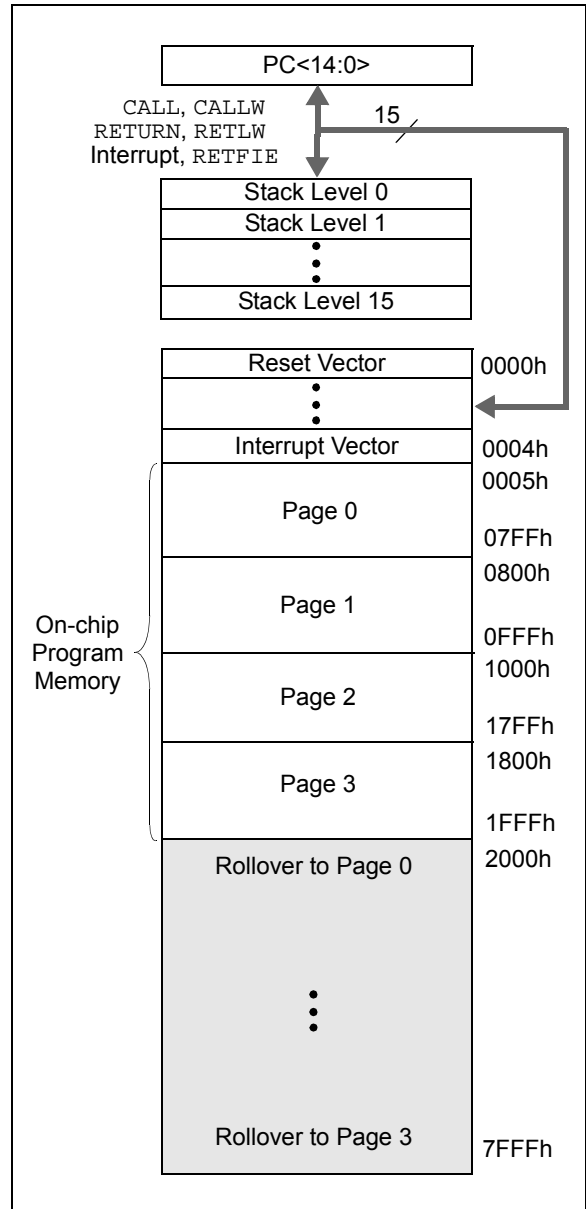 PC<14:0>
CALL, CALLW
RETURN, RETLW
Interrupt, RETFIE
15
Stack Level 0
Stack Level 1
Stack Level 15
Reset Vector
0000h
Interrupt Vector
0004h
0005h
Page 0
07FFh
0800h
Page 1
0FFFh
On-chip
Program
Memory
1000h
Page 2
17FFh
1800h
Page 3
1FFFh
Rollover to Page 0
2000h
Rollover to Page 3
7FFFh